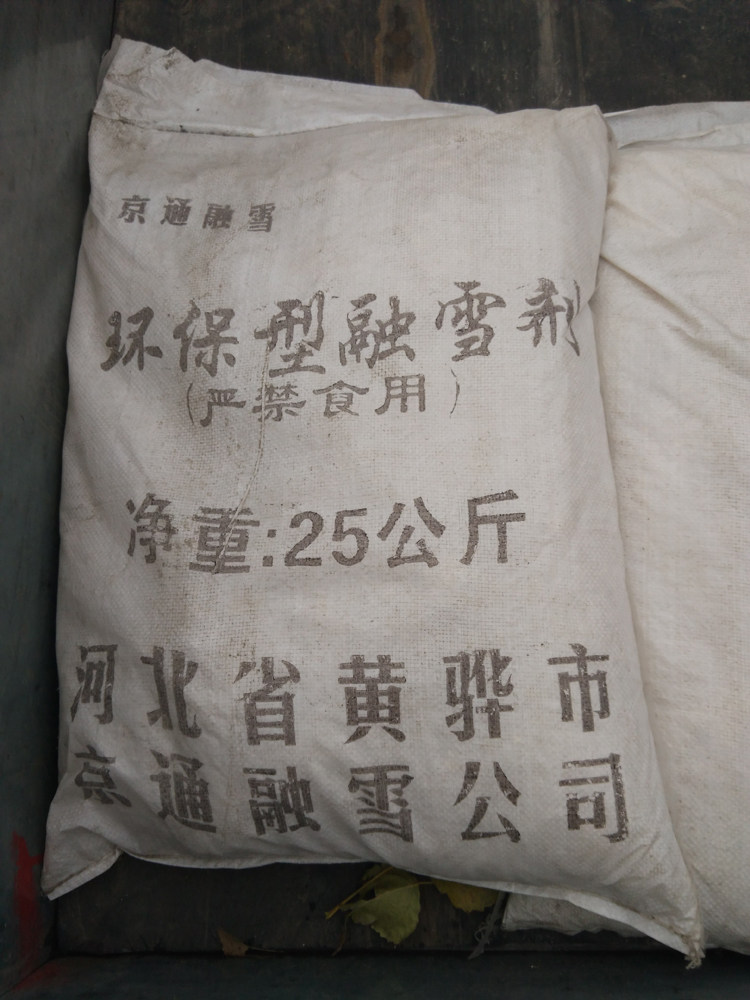 京通融雪
环保型融雪剂
(严禁食用)
净重:25公斤
河北省黄骅市
京通融雪公司